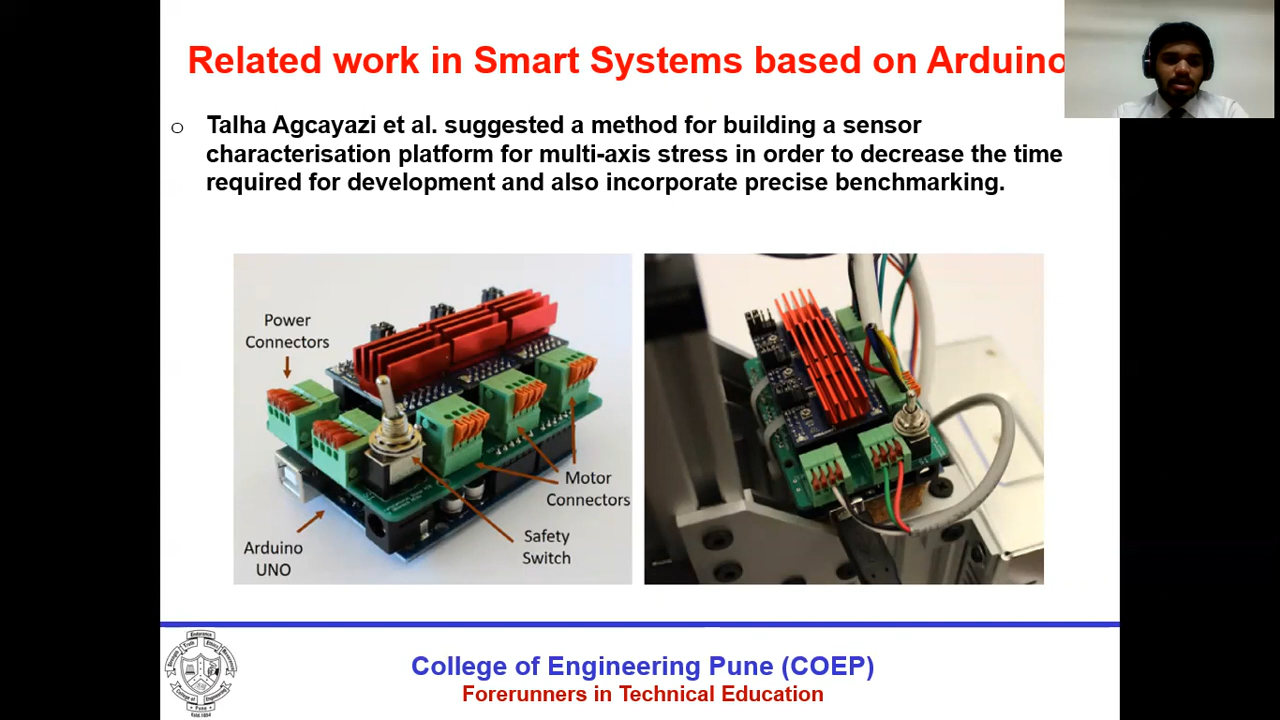 Related work in Smart Systems based on Arduino
o Talha Agcayazi et al. suggested a method for building a sensor
characterisation platform for multi-axis stress in order to decrease the time
required for development and also incorporate precise benchmarking.
Power
Connectors
Motor
Connectors
Safety
Switch
Arduino
UNO
College of Engineering Pune (COEP)
Forerunners in Technical Education